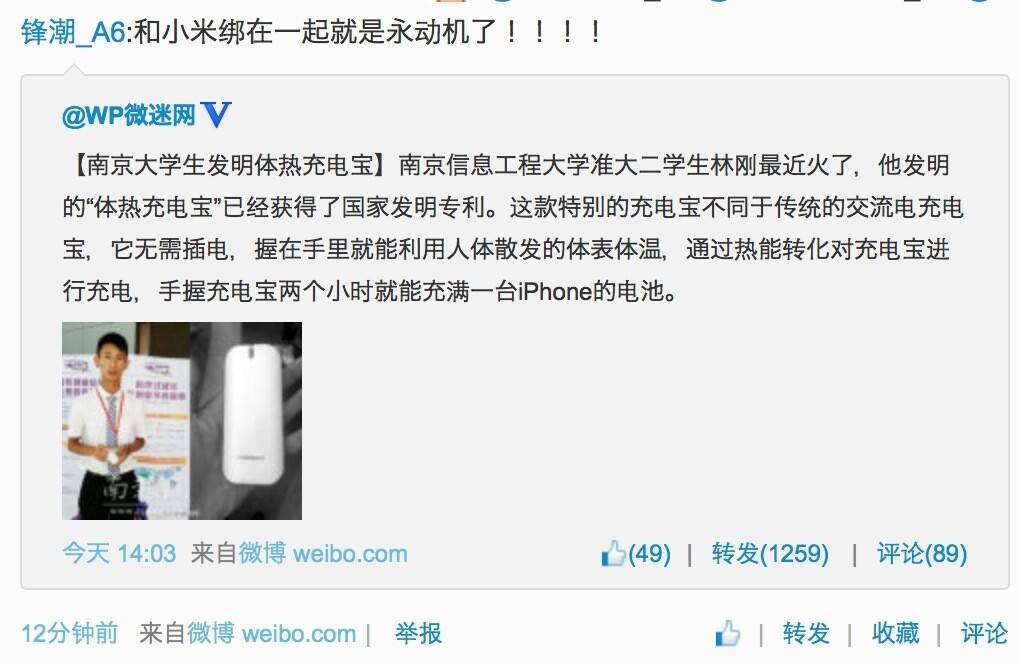 锋潮_A6:和小米绑在一起就是永动机了！！！！
@WP微迷网
【南京大学生发明体热充电宝】南京信息工程大学准大二学生林刚最近火了，他发明
的“体热充电宝”已经获得了国家发明专利。这款特别的充电宝不同于传统的交流电充电
宝，它无需插电，握在手里就能利用人体散发的体表体温，通过热能转化对充电宝进
行充电，手握充电宝两个小时就能充满一台iPhone的电池。
今天 14:03 来自微博 weibo.com (49) | 转发(1259) | 评论(89)
12分钟前 来自微博 weibo.com | 举报 | 转发 | 收藏 | 评论